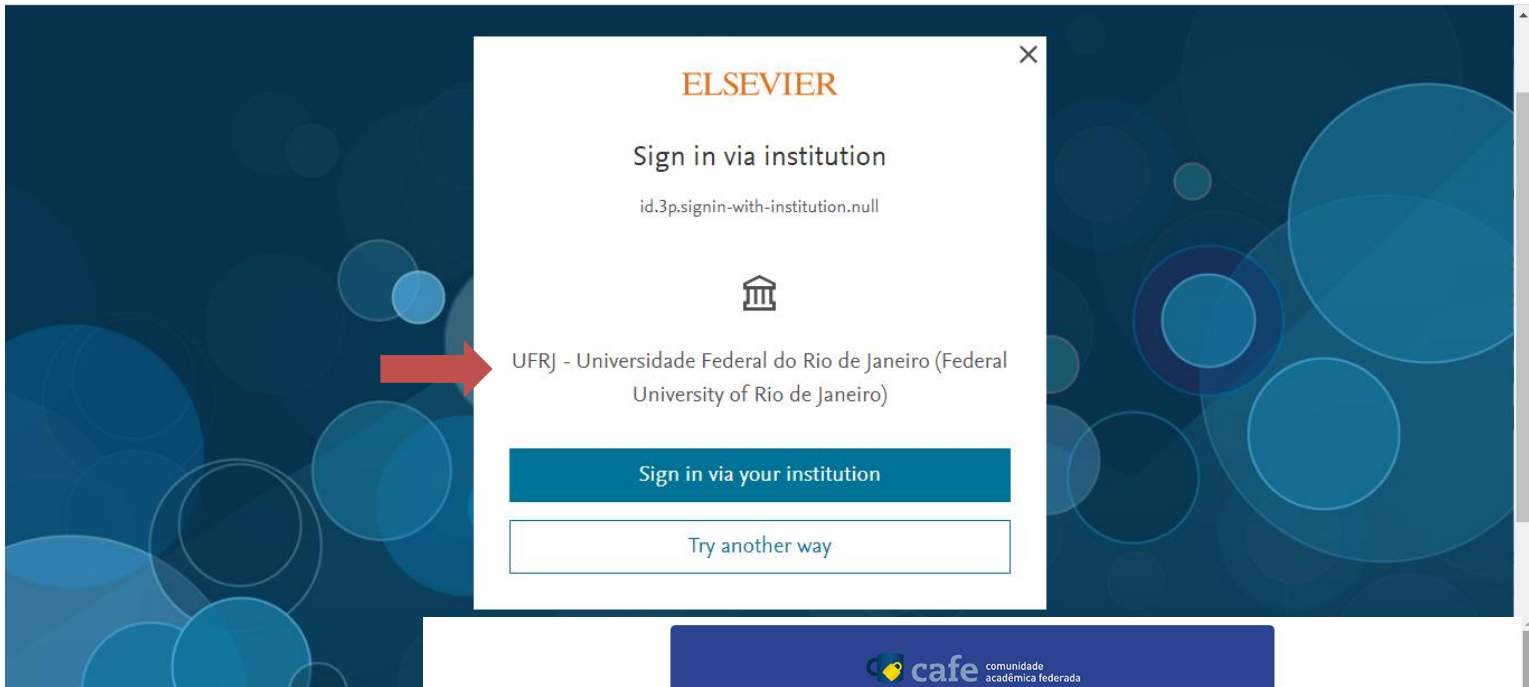 ELSEVIER
Sign in via institution
id.3p.signin-with-institution.null
UFRJ - Universidade Federal do Rio de Janeiro (Federal
University of Rio de Janeiro)
Sign in via your institution
Try another way
cafe comunidade
acadêmica federada